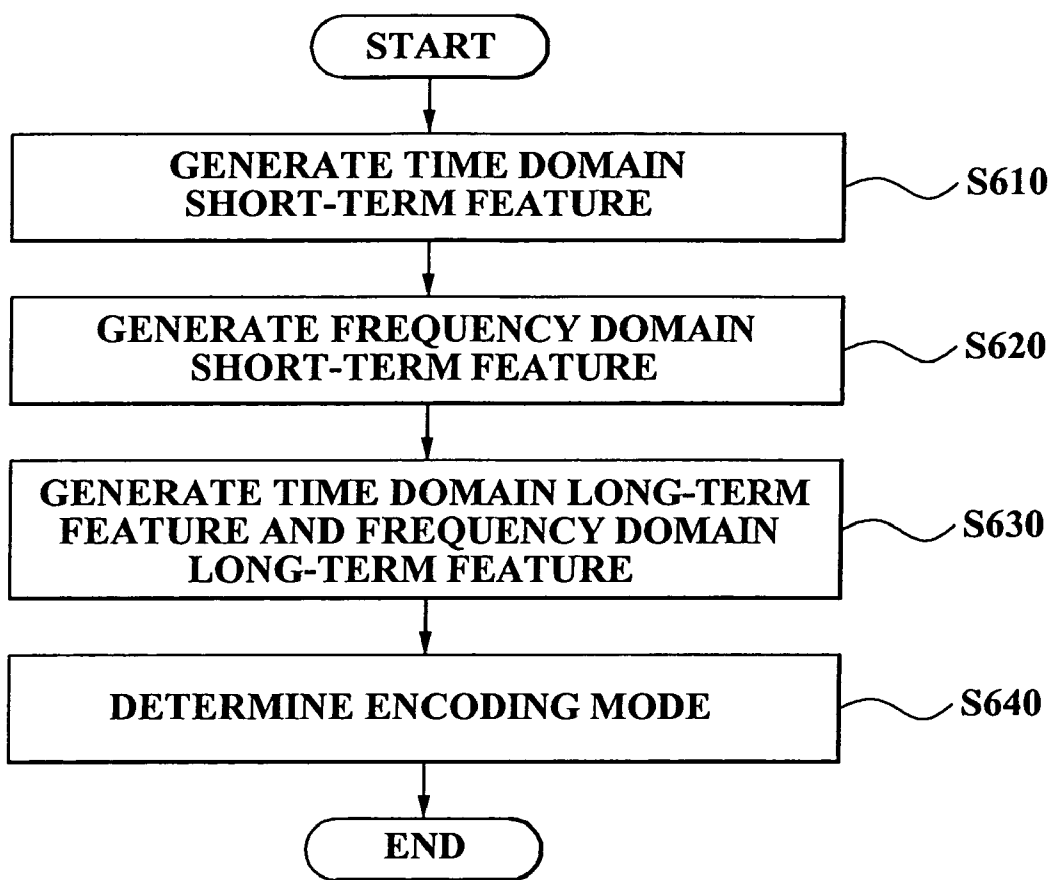 START
GENERATE TIME DOMAIN
SHORT-TERM FEATURE
S610
GENERATE FREQUENCY DOMAIN
SHORT-TERM FEATURE
S620
GENERATE TIME DOMAIN LONG-TERM
FEATURE AND FREQUENCY DOMAIN
LONG-TERM FEATURE
S630
DETERMINE ENCODING MODE
S640
END